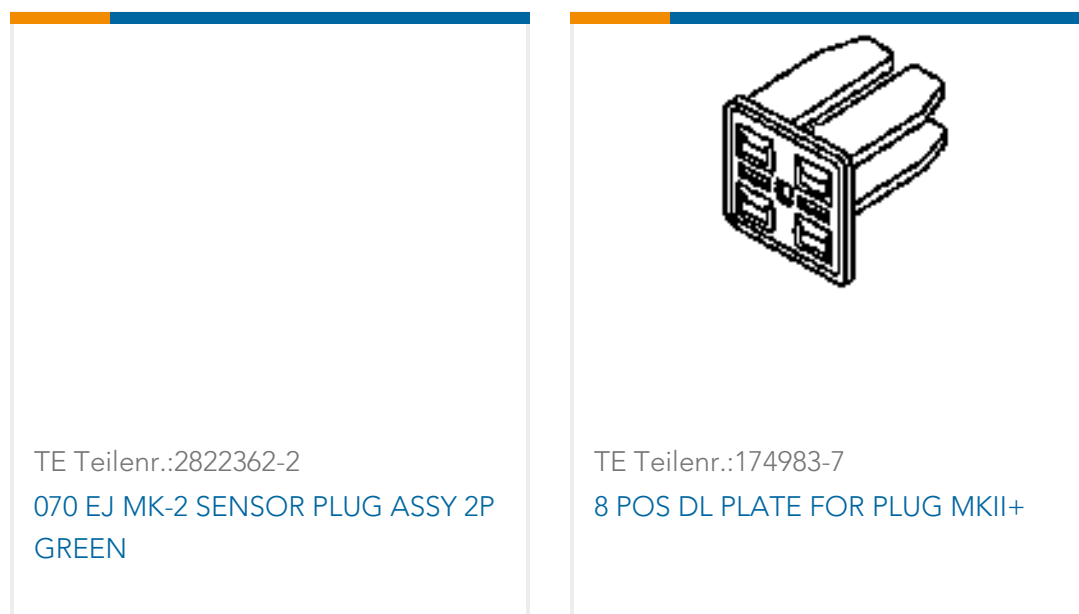 TE Teilenr.:2822362-2
070 EJ MK-2 SENSOR PLUG ASSY 2P
GREEN
TE Teilenr.:174983-7
8 POS DL PLATE FOR PLUG MKII+